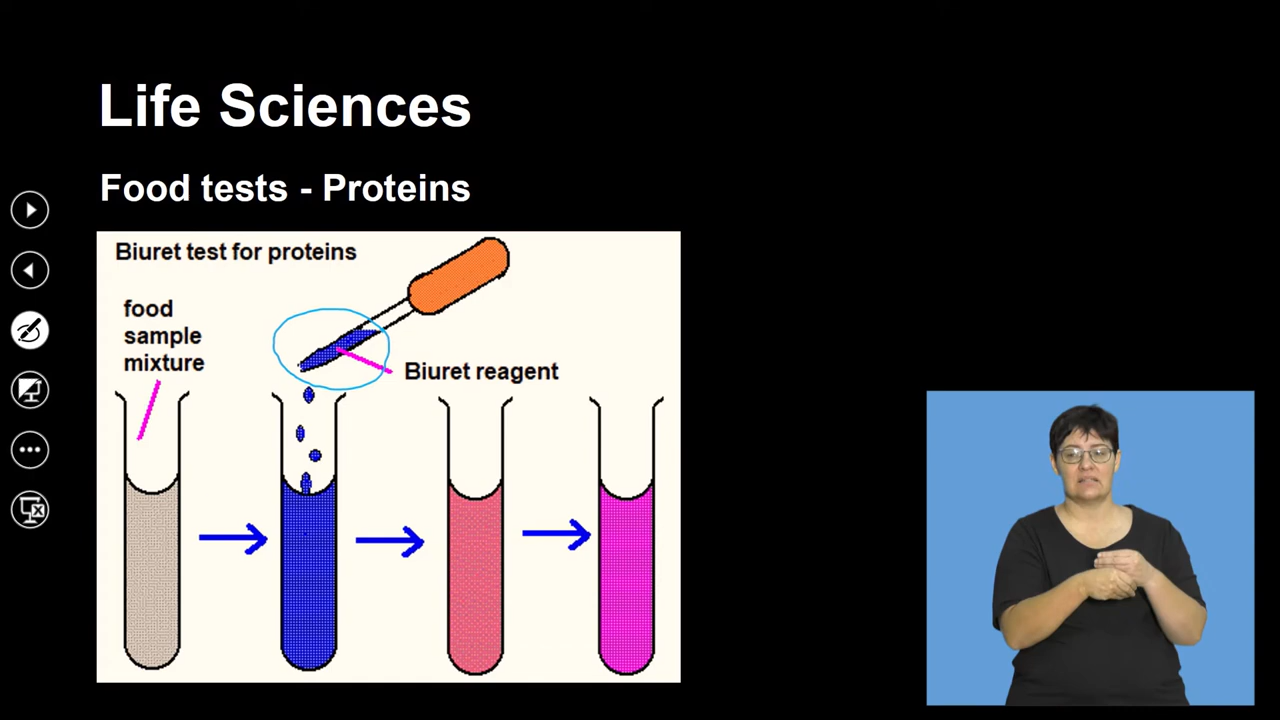 Life Sciences
Food tests - Proteins
Biuret test for proteins
food
sample
mixture
Biuret reagent